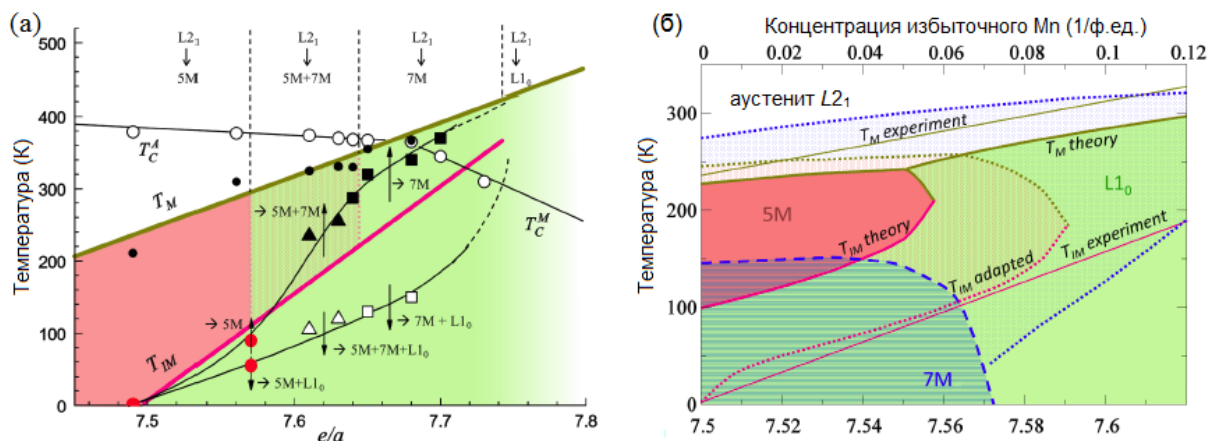 (а)
Температура (К)
500
400
300
200
100
0
L2₁
↓
5M
L2₁
↓
5M+7M
L2₁
↓
7M
L2₁
↓
L1₀
T_C^A
T_M
→ 5M+7M
→ 7M
T_C^M
→ 5M
T_IM
→ 7M + L1₀
→ 5M+7M+L1₀
→ 5M+L1₀
7.5
7.6
7.7
7.8
e/a
(б)
Концентрация избыточного Mn (1/ф.ед.)
0
0.02
0.04
0.06
0.08
0.1
0.12
Температура (К)
300
200
100
0
аустенит L2₁
T_M experiment
T_M theory
5M
L1₀
T_IM theory
T_IM experiment
T_IM adapted
7M
7.5
7.52
7.54
7.56
7.58
7.6